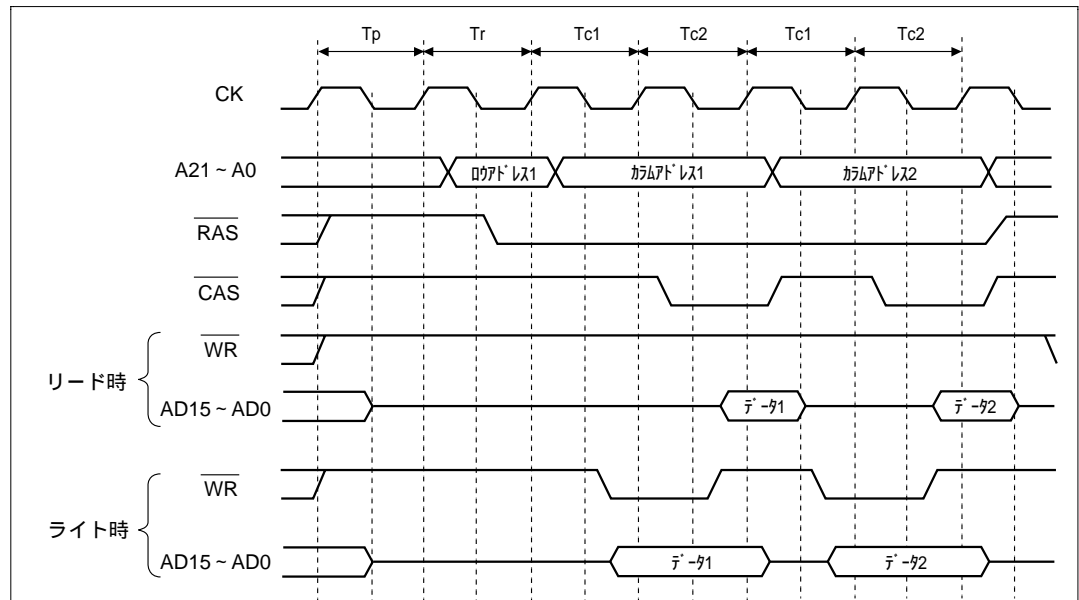 Tp Tr Tc1 Tc2 Tc1 Tc2
CK
A21 ~ A0 ﾛｳｱﾄﾞﾚｽ1 ｶﾗﾑｱﾄﾞﾚｽ1 ｶﾗﾑｱﾄﾞﾚｽ2
RAS
CAS
リード時
WR
AD15 ~ AD0 ﾃﾞｰﾀ1 ﾃﾞｰﾀ2
ライト時
WR
AD15 ~ AD0 ﾃﾞｰﾀ1 ﾃﾞｰﾀ2